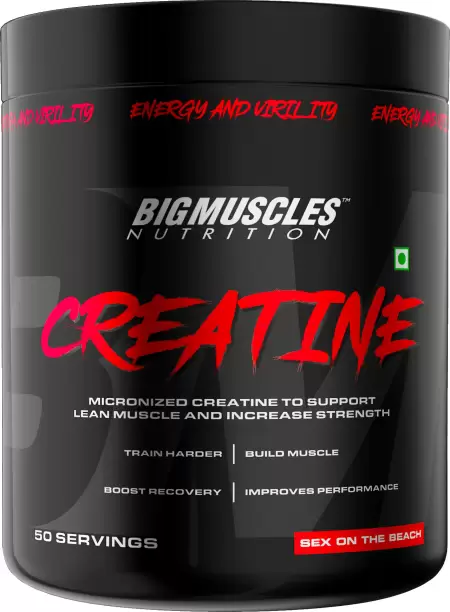 ENERGY AND VIRILITY
BIGMUSCLES™
NUTRITION
CREATINE
MICRONIZED CREATINE TO SUPPORT
LEAN MUSCLE AND INCREASE STRENGTH
TRAIN HARDER | BUILD MUSCLE
BOOST RECOVERY | IMPROVES PERFORMANCE
50 SERVINGS
SEX ON THE BEACH